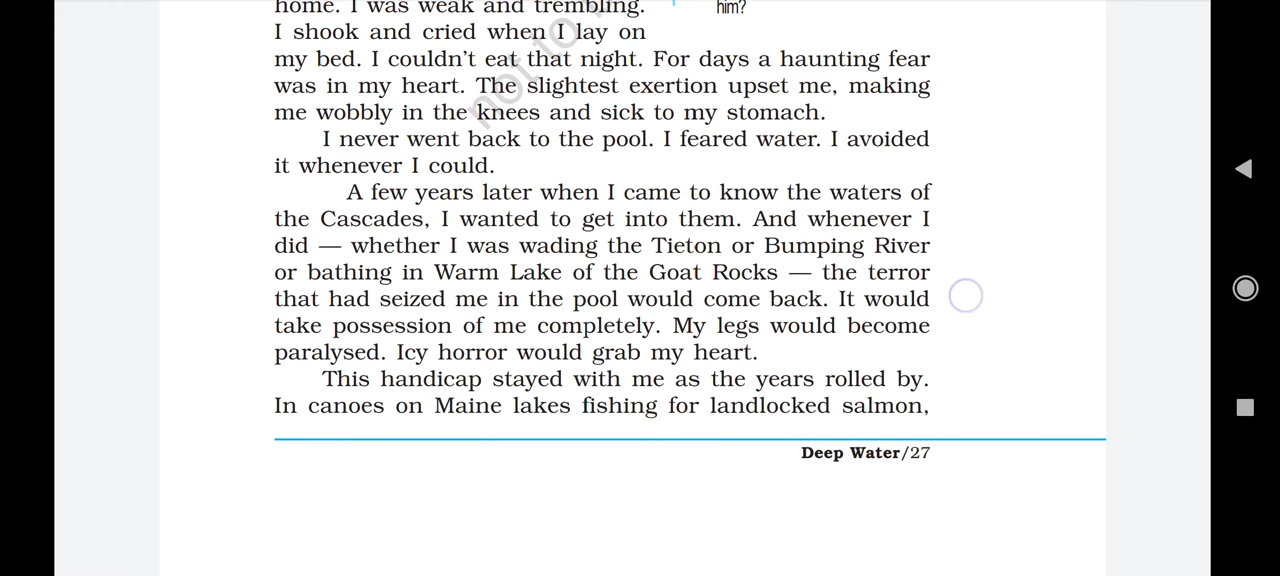 home. I was weak and trembling.
him?
I shook and cried when I lay on
my bed. I couldn't eat that night. For days a haunting fear
was in my heart. The slightest exertion upset me, making
me wobbly in the knees and sick to my stomach.
not to
I never went back to the pool. I feared water. I avoided
it whenever I could.
A few years later when I came to know the waters of
the Cascades, I wanted to get into them. And whenever I
did — whether I was wading the Tieton or Bumping River
or bathing in Warm Lake of the Goat Rocks — the terror
that had seized me in the pool would come back. It would
take possession of me completely. My legs would become
paralysed. Icy horror would grab my heart.
This handicap stayed with me as the years rolled by.
In canoes on Maine lakes fishing for landlocked salmon,
Deep Water/27